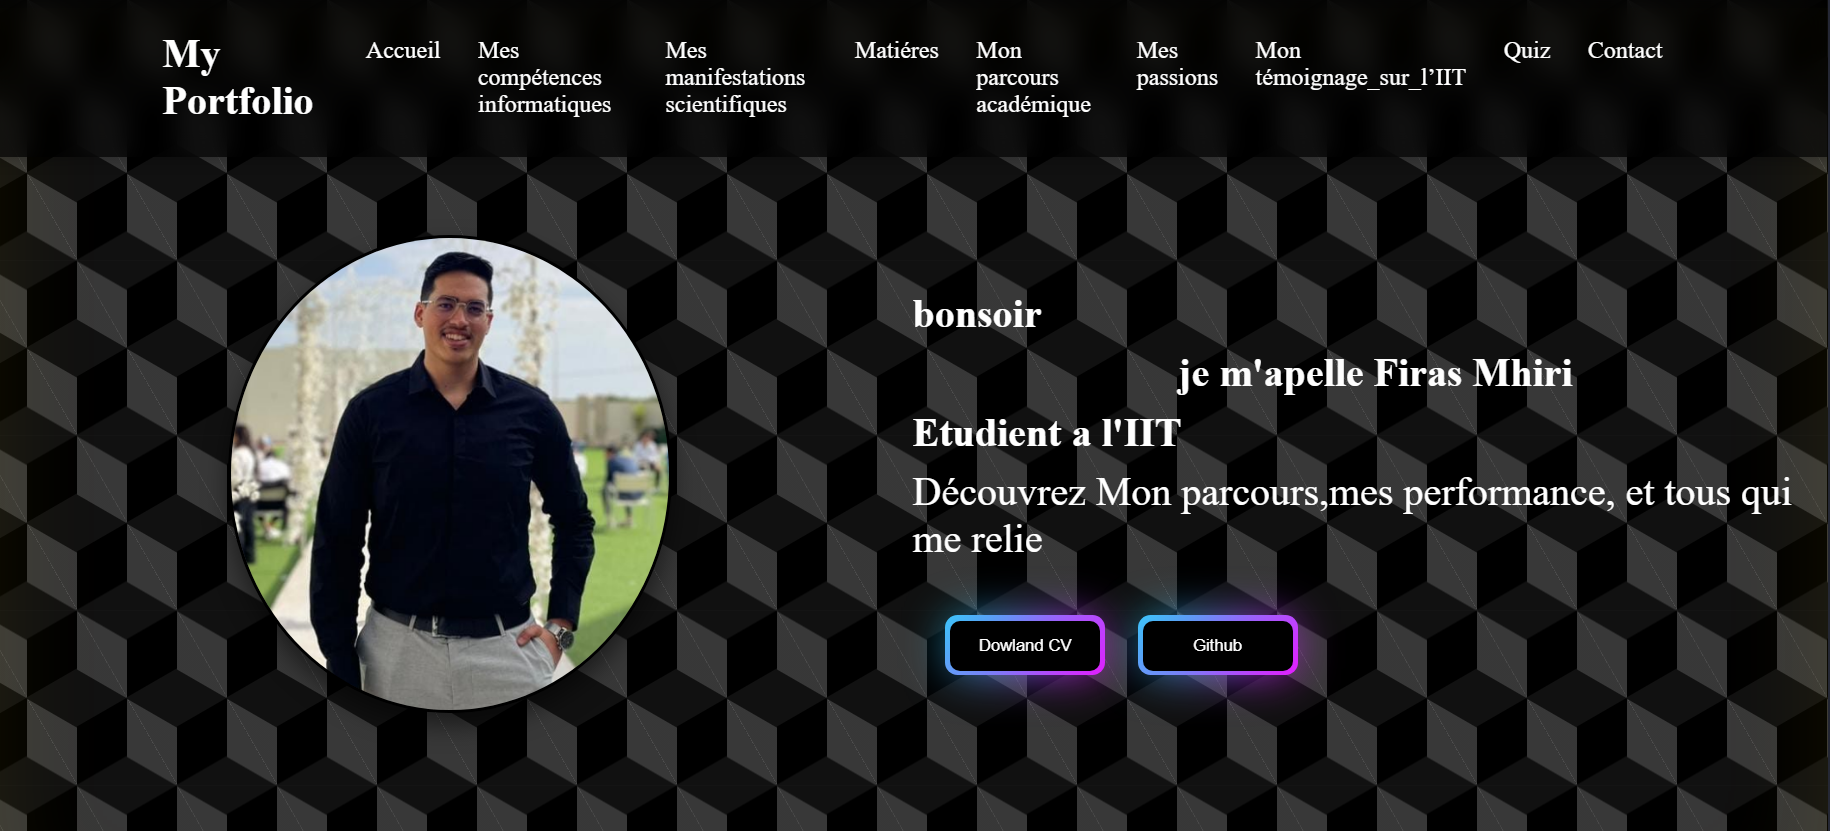 My
Portfolio
Accueil
Mes
compétences
informatiques
Mes
manifestations
scientifiques
Matiéres
Mon
parcours
académique
Mes
passions
Mon
témoignage_sur_l’IIT
Quiz
Contact
bonsoir
je m'apelle Firas Mhiri
Etudient a l'IIT
Découvrez Mon parcours,mes performance, et tous qui
me relie
Dowland CV
Github